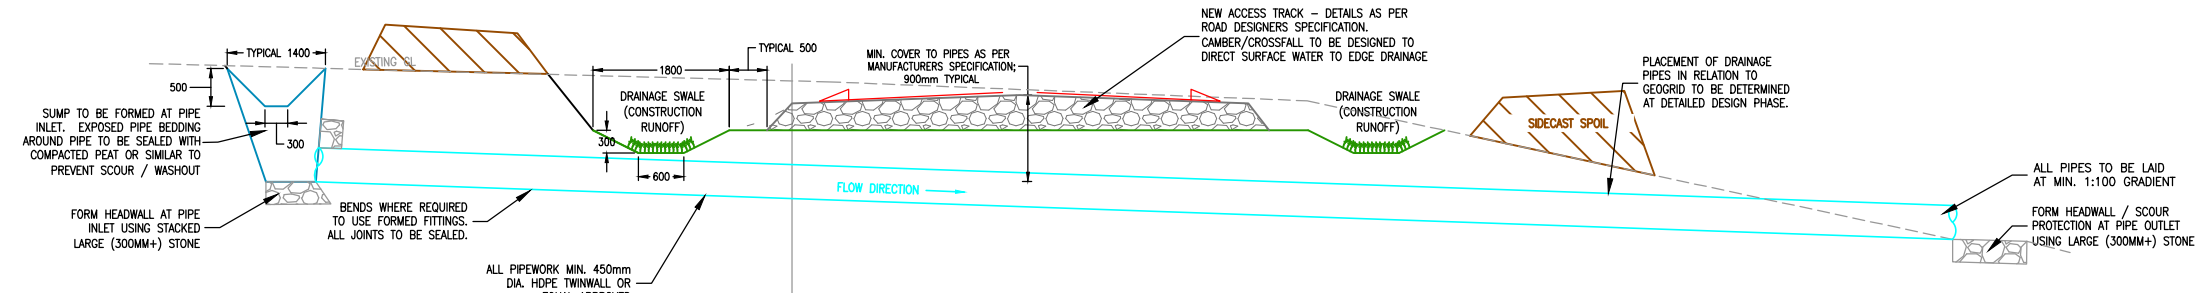 TYPICAL 1400
EXISTING GL
500
300
SUMP TO BE FORMED AT PIPE
INLET. EXPOSED PIPE BEDDING
AROUND PIPE TO BE SEALED WITH
COMPACTED PEAT OR SIMILAR TO
PREVENT SCOUR / WASHOUT
FORM HEADWALL AT PIPE
INLET USING STACKED
LARGE (300MM+) STONE
BENDS WHERE REQUIRED
TO USE FORMED FITTINGS.
ALL JOINTS TO BE SEALED.
ALL PIPEWORK MIN. 450mm
DIA. HDPE TWINWALL OR
1800
TYPICAL 500
DRAINAGE SWALE
(CONSTRUCTION
RUNOFF)
300
600
MIN. COVER TO PIPES AS PER
MANUFACTURERS SPECIFICATION;
900mm TYPICAL
FLOW DIRECTION
NEW ACCESS TRACK – DETAILS AS PER
ROAD DESIGNERS SPECIFICATION.
CAMBER/CROSSFALL TO BE DESIGNED TO
DIRECT SURFACE WATER TO EDGE DRAINAGE
DRAINAGE SWALE
(CONSTRUCTION
RUNOFF)
SIDECAST SPOIL
PLACEMENT OF DRAINAGE
PIPES IN RELATION TO
GEOGRID TO BE DETERMINED
AT DETAILED DESIGN PHASE.
ALL PIPES TO BE LAID
AT MIN. 1:100 GRADIENT
FORM HEADWALL / SCOUR
PROTECTION AT PIPE OUTLET
USING LARGE (300MM+) STONE